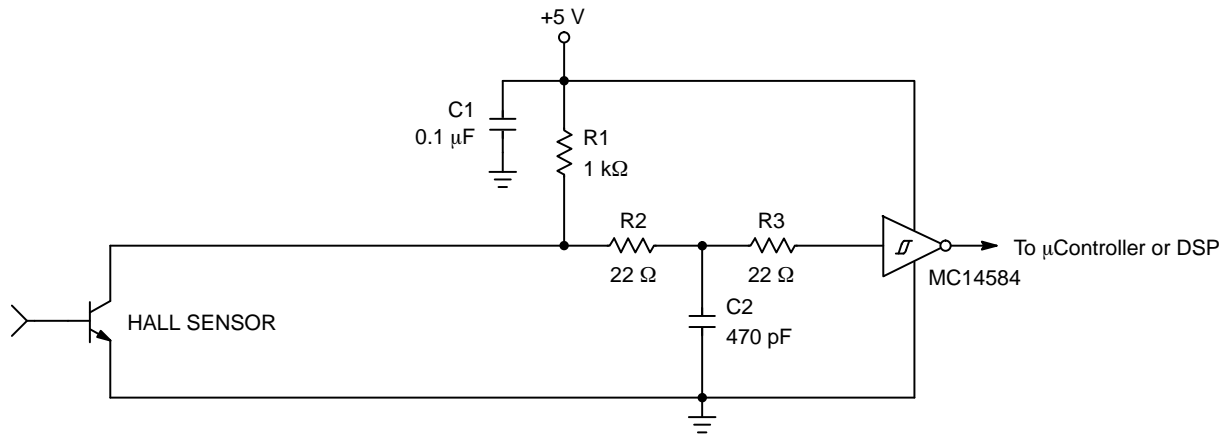 +5 V
C1
0.1 µF
R1
1 kΩ
R2
22 Ω
R3
22 Ω
To µController or DSP
MC14584
C2
470 pF
HALL SENSOR